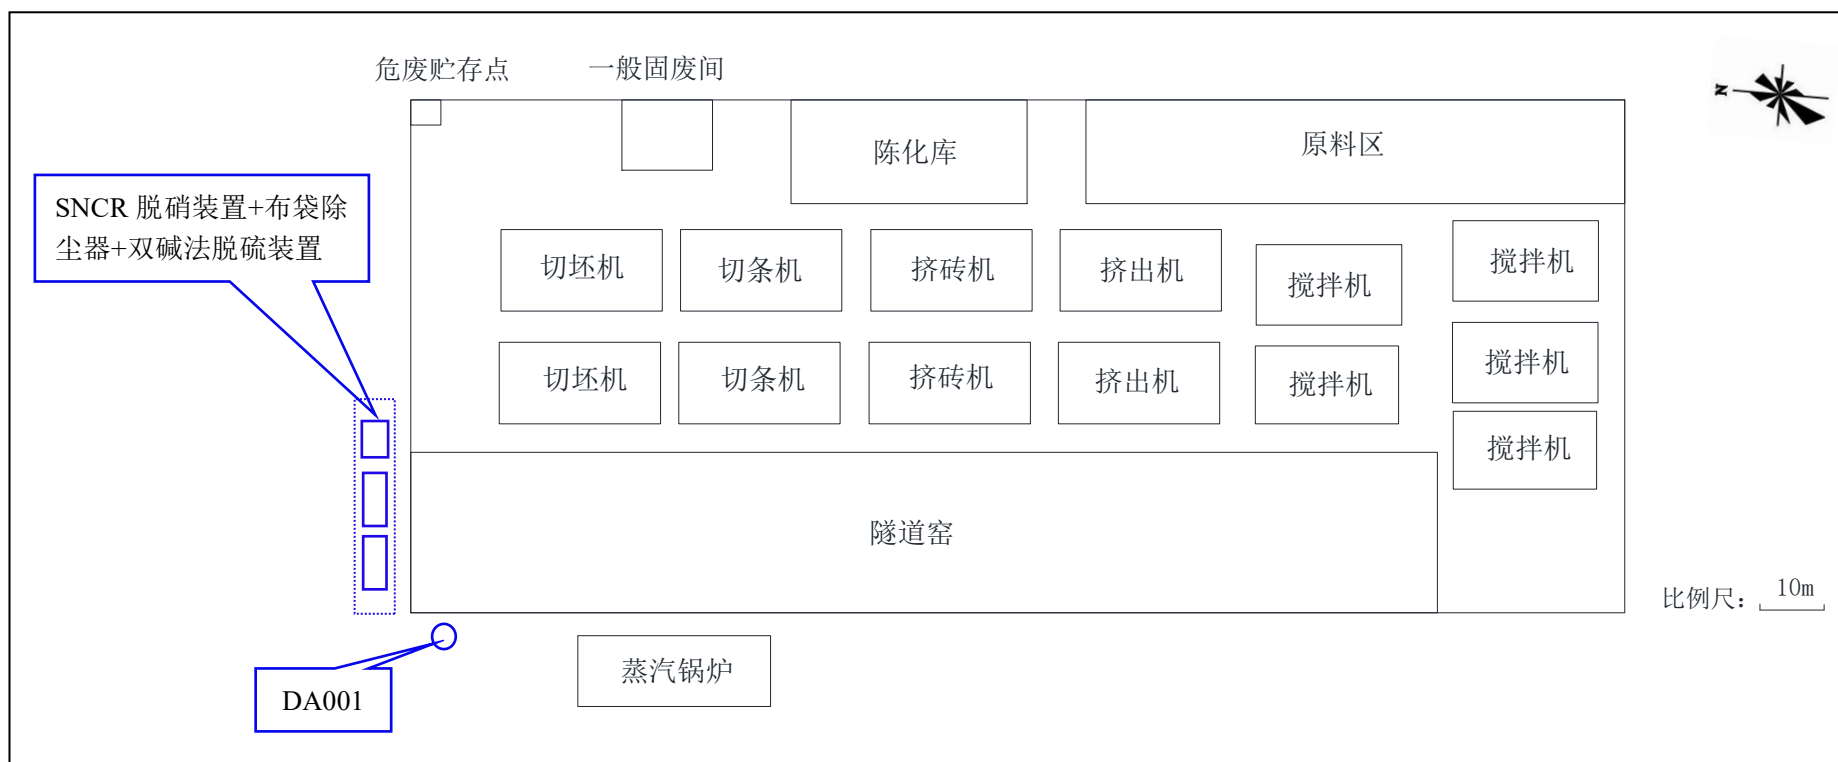 危废贮存点
一般固废间
N
陈化库
原料区
SNCR 脱硝装置+布袋除
尘器+双碱法脱硫装置
切坯机
切条机
挤砖机
挤出机
搅拌机
搅拌机
切坯机
切条机
挤砖机
挤出机
搅拌机
搅拌机
搅拌机
隧道窑
比例尺： 10m
蒸汽锅炉
DA001